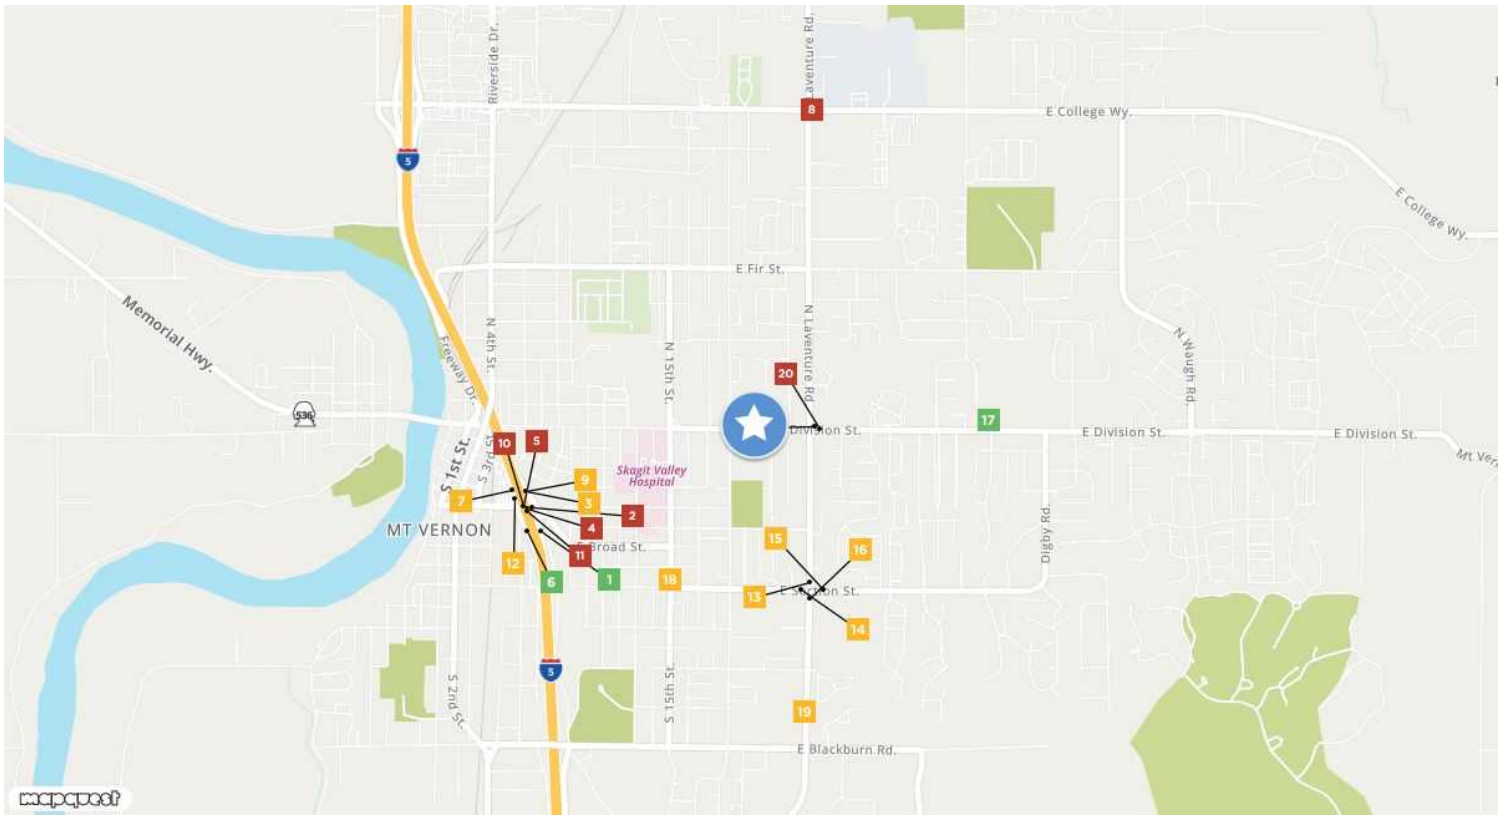 Riverside Dr.
Laventure Rd.
8
E College Wy.
5
E College Wy.
E Fir St.
Memorial Hwy.
Freeway Dr.
N 4th St.
N 15th St.
N Laventure Rd
N Waugh Rd.
20
536
17
Division St.
E Division St.
E Division St.
S 1st St.
S 3rd St.
10
5
Skagit Valley
Hospital
9
7
3
2
MT VERNON
4
E Broad St.
11
12
6
1
18
15
16
13
E Section St.
14
Digby Rd.
5
S 2nd St.
S 15th St.
19
E Blackburn Rd.
mapquest